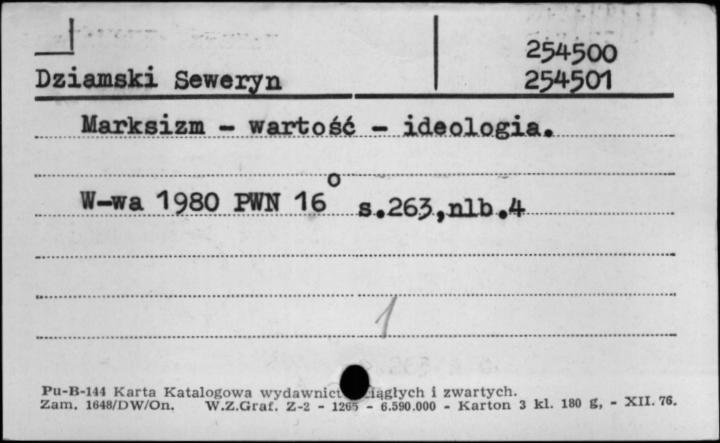 254500
Dziamski Seweryn 254501
Marksizm - wartość - ideologia.
W-wa 1980 PWN 16° s.263,nlb.4
1
Pu-B-144 Karta Katalogowa wydawnict ciągłych i zwartych.
Zam. 1648/DW/On. W.Z.Graf. Z-2 - 1265 - 6.590.000 - Karton 3 kl. 180 g, - XII. 76.